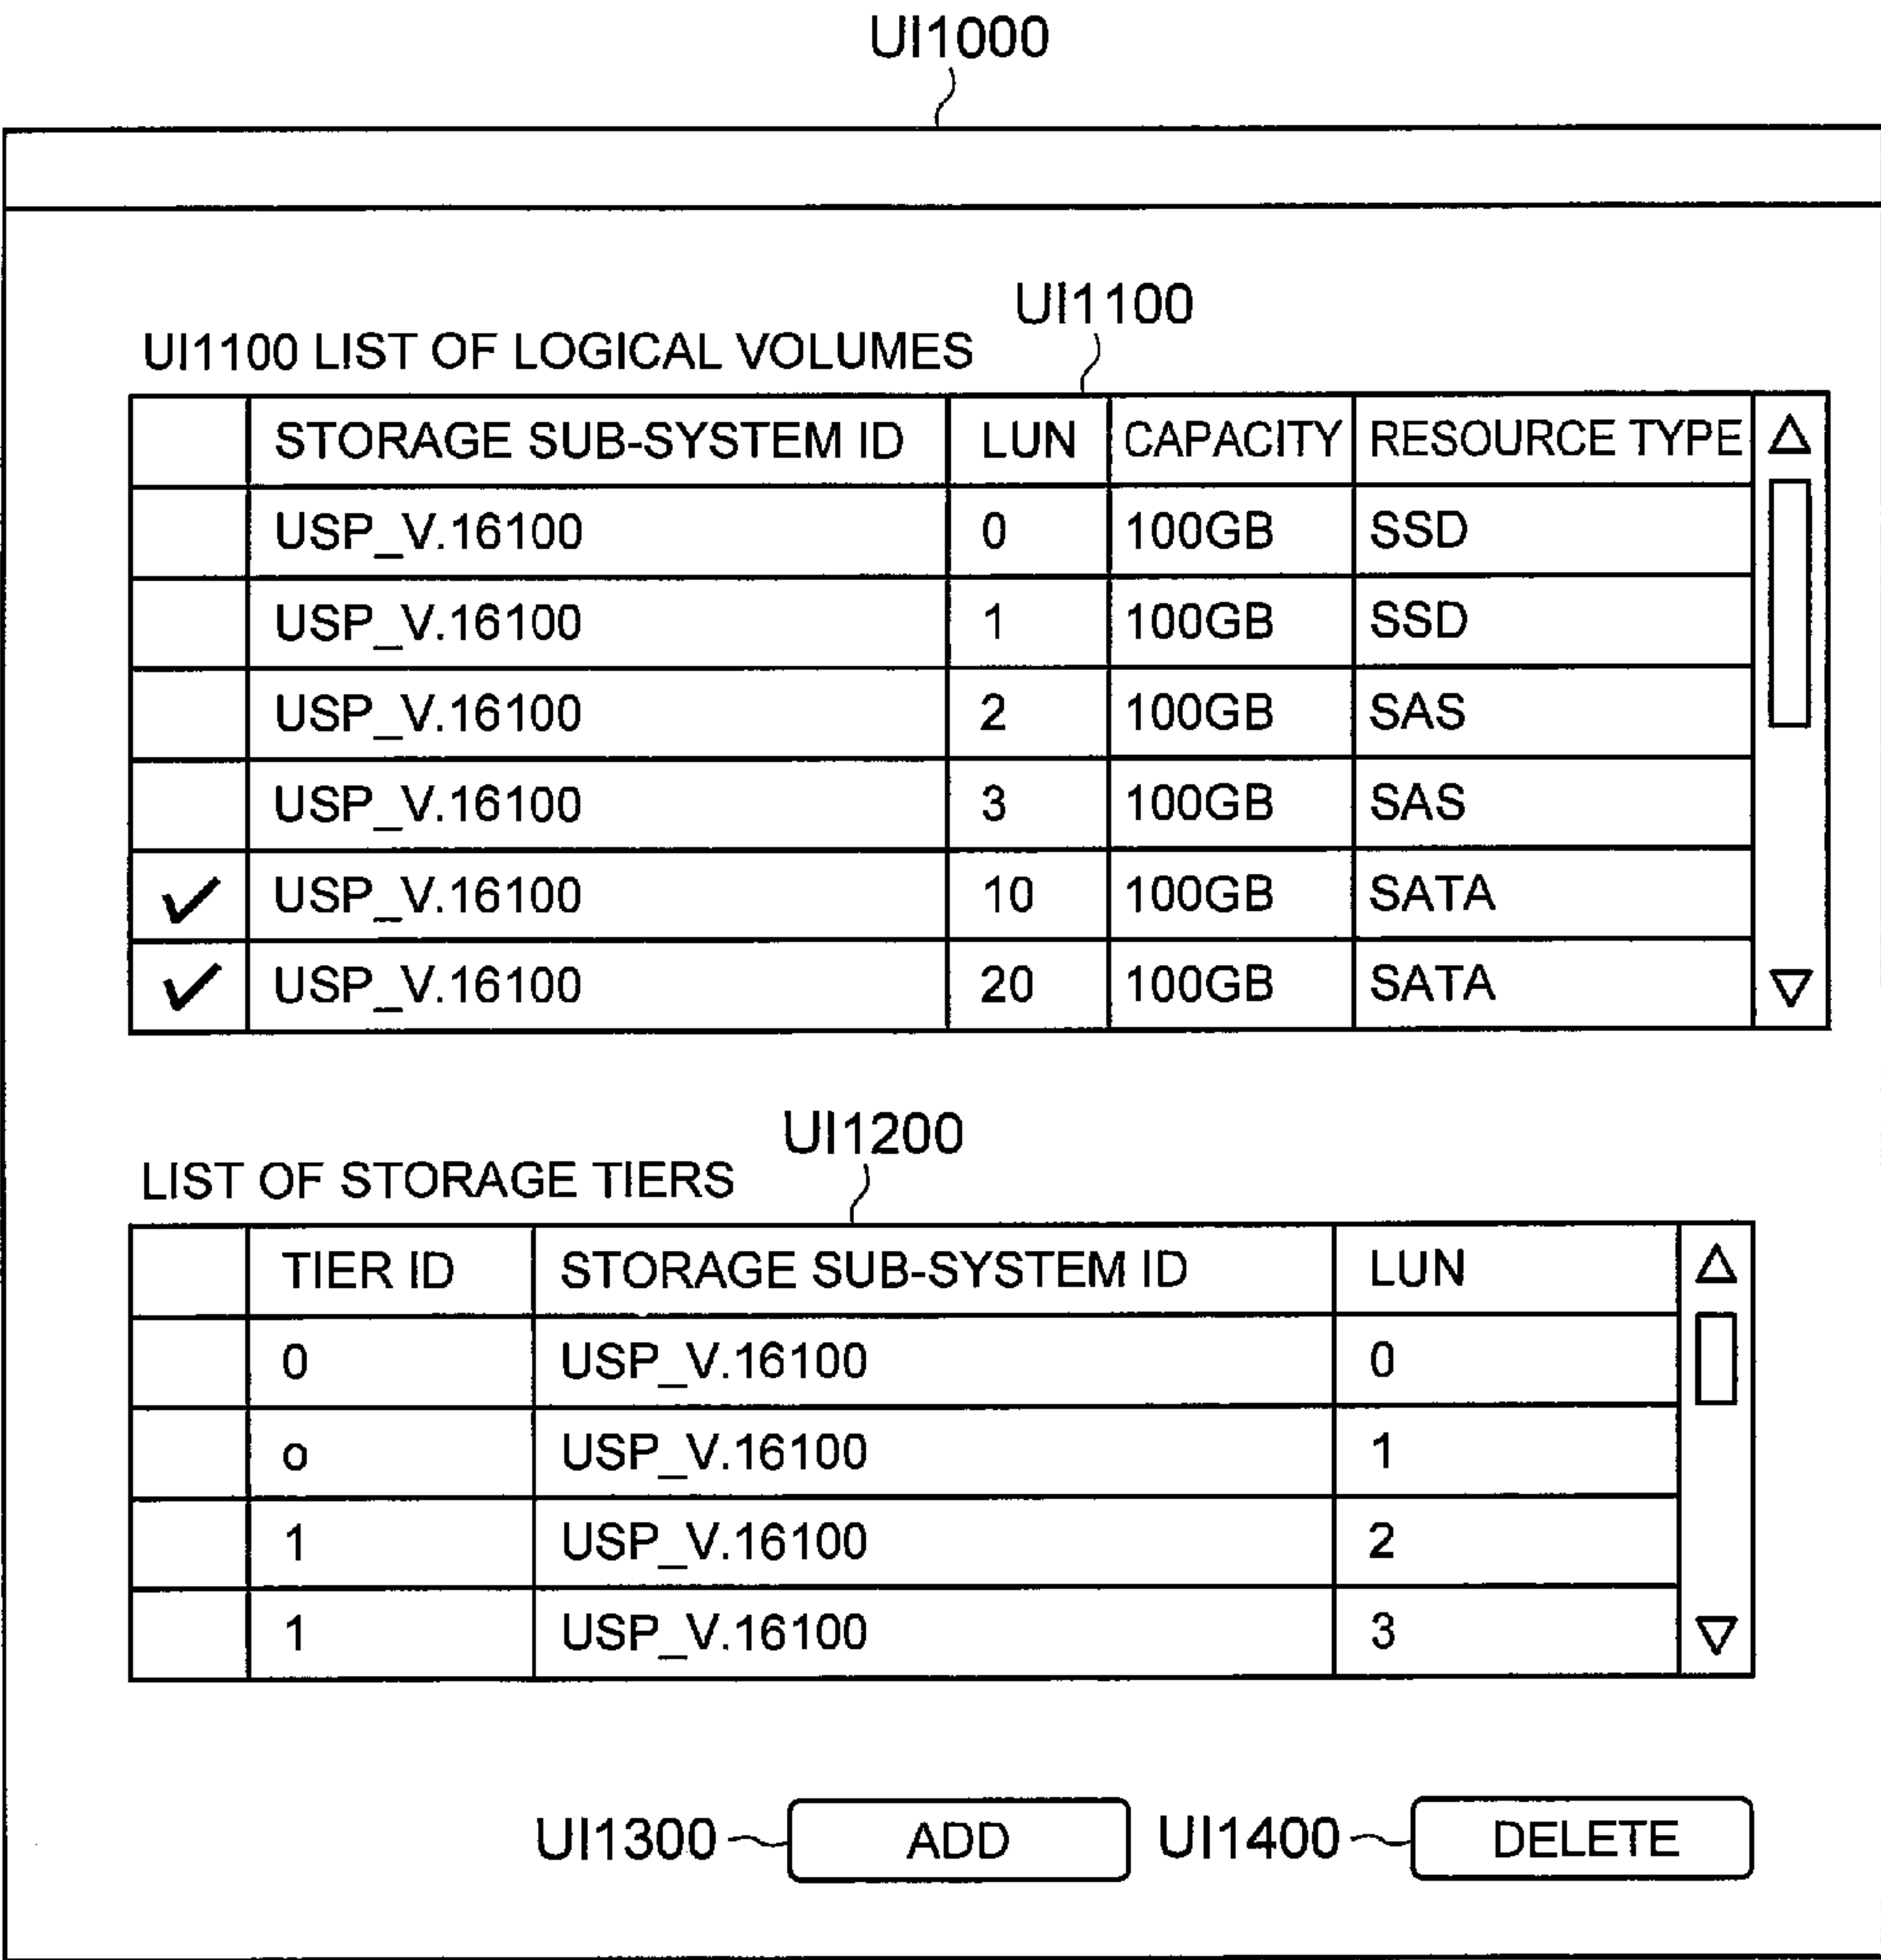 UI1000
UI1100
UI1100 LIST OF LOGICAL VOLUMES
STORAGE SUB-SYSTEM ID LUN CAPACITY RESOURCE TYPE
USP_V.16100 0 100GB SSD
USP_V.16100 1 100GB SSD
USP_V.16100 2 100GB SAS
USP_V.16100 3 100GB SAS
✓ USP_V.16100 10 100GB SATA
✓ USP_V.16100 20 100GB SATA
UI1200
LIST OF STORAGE TIERS
TIER ID STORAGE SUB-SYSTEM ID LUN
0 USP_V.16100 0
o USP_V.16100 1
1 USP_V.16100 2
1 USP_V.16100 3
UI1300 ADD UI1400 DELETE